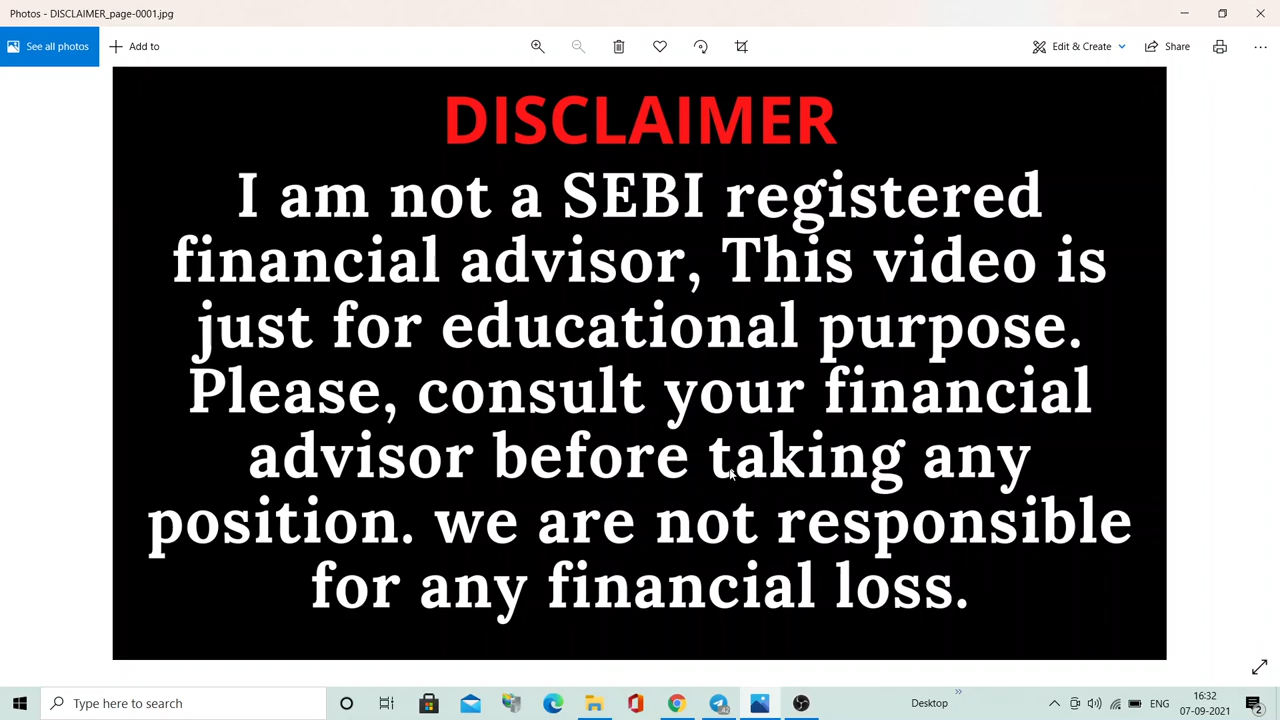 Photos - DISCLAIMER_page-0001.jpg
See all photos
Add to
Edit & Create
Share
DISCLAIMER
I am not a SEBI registered
financial advisor, This video is
just for educational purpose.
Please, consult your financial
advisor before taking any
position. we are not responsible
for any financial loss.
Type here to search
Desktop
ENG
16:32
07-09-2021
2